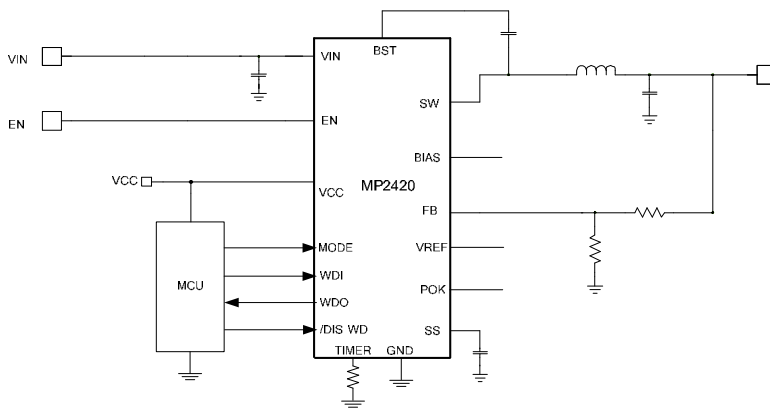 BST
VIN
VIN
SW
EN
EN
BIAS
VCC
VCC
MP2420
FB
MODE
VREF
WDI
MCU
POK
WDO
/DIS WD
SS
TIMER
GND